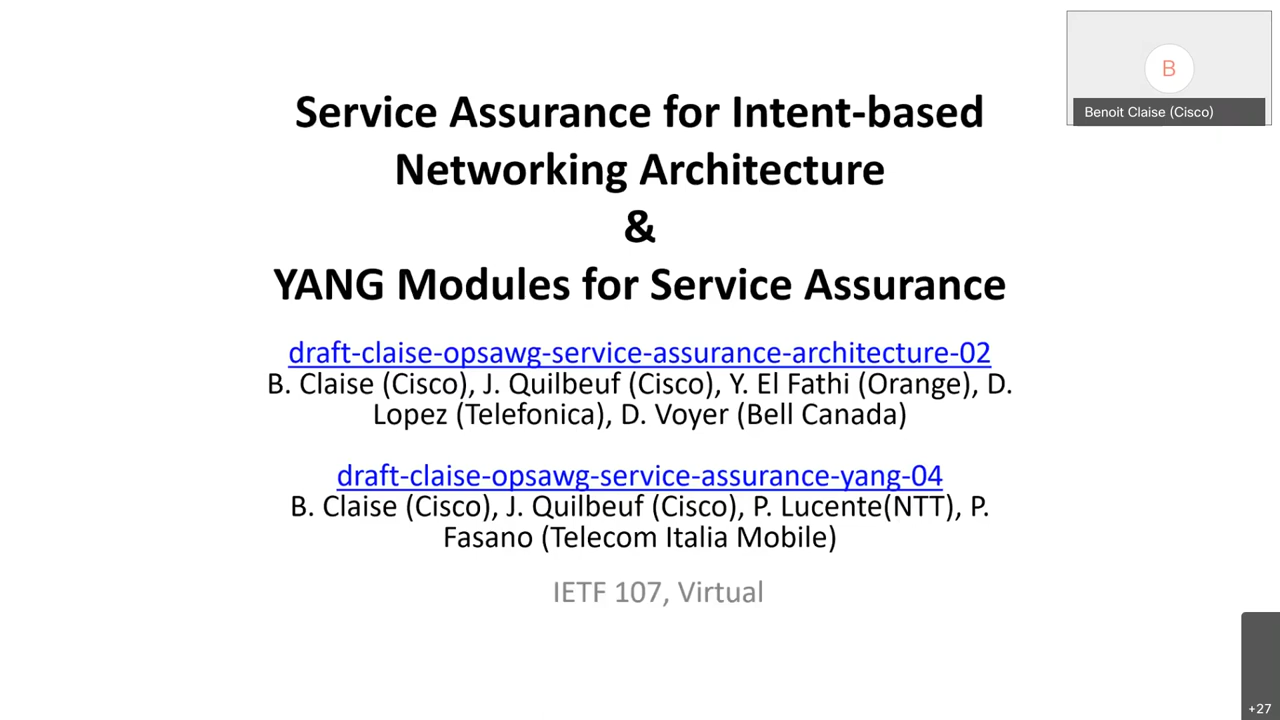 Service Assurance for Intent-based
Networking Architecture
&
YANG Modules for Service Assurance
draft-claise-opsawg-service-assurance-architecture-02
B. Claise (Cisco), J. Quilbeuf (Cisco), Y. El Fathi (Orange), D.
Lopez (Telefonica), D. Voyer (Bell Canada)
draft-claise-opsawg-service-assurance-yang-04
B. Claise (Cisco), J. Quilbeuf (Cisco), P. Lucente(NTT), P.
Fasano (Telecom Italia Mobile)
IETF 107, Virtual
B
Benoit Claise (Cisco)
+27